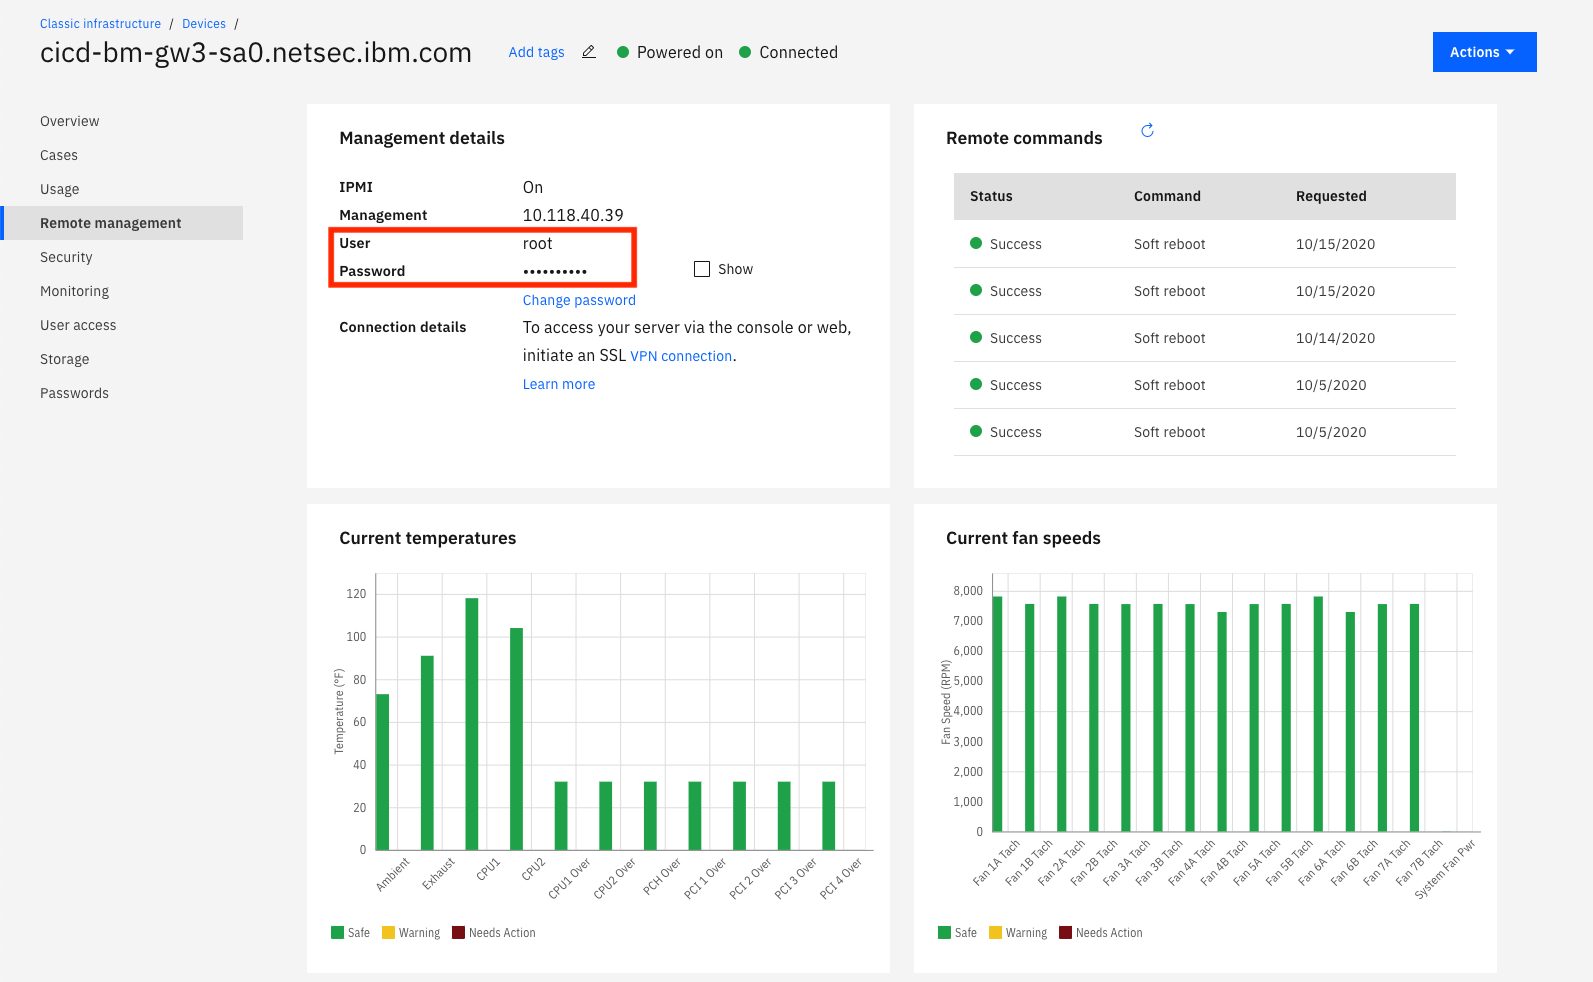 Classic infrastructure / Devices /
cicd-bm-gw3-sa0.netsec.ibm.com
Add tags
Powered on
Connected
Actions
Overview
Cases
Usage
Remote management
Security
Monitoring
User access
Storage
Passwords
Management details
IPMI On
Management 10.118.40.39
User root
Password ••••••••••
Show
Change password
Connection details To access your server via the console or web,
initiate an SSL VPN connection.
Learn more
Remote commands
Status Command Requested
Success Soft reboot 10/15/2020
Success Soft reboot 10/15/2020
Success Soft reboot 10/14/2020
Success Soft reboot 10/5/2020
Success Soft reboot 10/5/2020
Current temperatures
Temperature (°F)
120
100
80
60
40
20
0
Ambient
Exhaust
CPU1
CPU2
CPU1 Over
CPU2 Over
PCH Over
PCI 1 Over
PCI 2 Over
PCI 3 Over
PCI 4 Over
Safe Warning Needs Action
Current fan speeds
Fan Speed (RPM)
8,000
7,000
6,000
5,000
4,000
3,000
2,000
1,000
0
Fan 1A Tach
Fan 1B Tach
Fan 2A Tach
Fan 2B Tach
Fan 3A Tach
Fan 3B Tach
Fan 4A Tach
Fan 4B Tach
Fan 5A Tach
Fan 5B Tach
Fan 6A Tach
Fan 6B Tach
Fan 7A Tach
Fan 7B Tach
System Fan Pwr
Safe Warning Needs Action